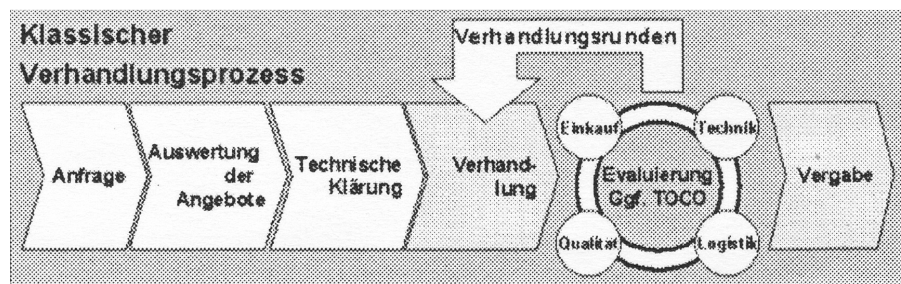 Klassischer
Verhandlungsprozess
Verhandlungsrunden
Anfrage
Auswertung
der
Angebote
Technische
Klärung
Verhand-
lung
Einkauf
Technik
Evaluierung
Ggf. TOCO
Qualität
Logistik
Vergabe